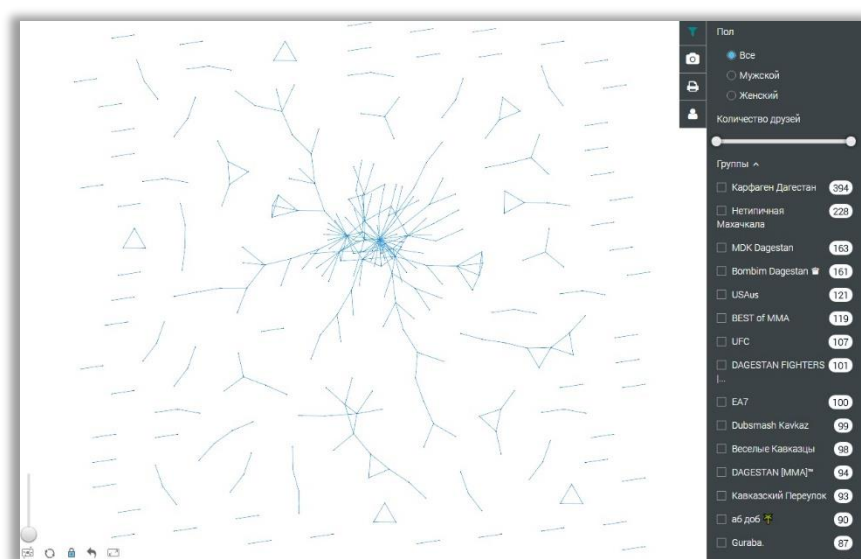 Пол
Все
Мужской
Женский
Количество друзей
Группы
Карфаген Дагестан 394
Нетипичная 228
Махачкала
MDK Dagestan 163
Bombim Dagestan 161
USAus 121
BEST of MMA 119
UFC 107
DAGESTAN FIGHTERS 101
|...
EA7 100
Dubsmash Kavkaz 99
Веселые Кавказцы 98
DAGESTAN [MMA]™ 94
Кавказский Переулок 93
аб доб 90
Guraba. 87